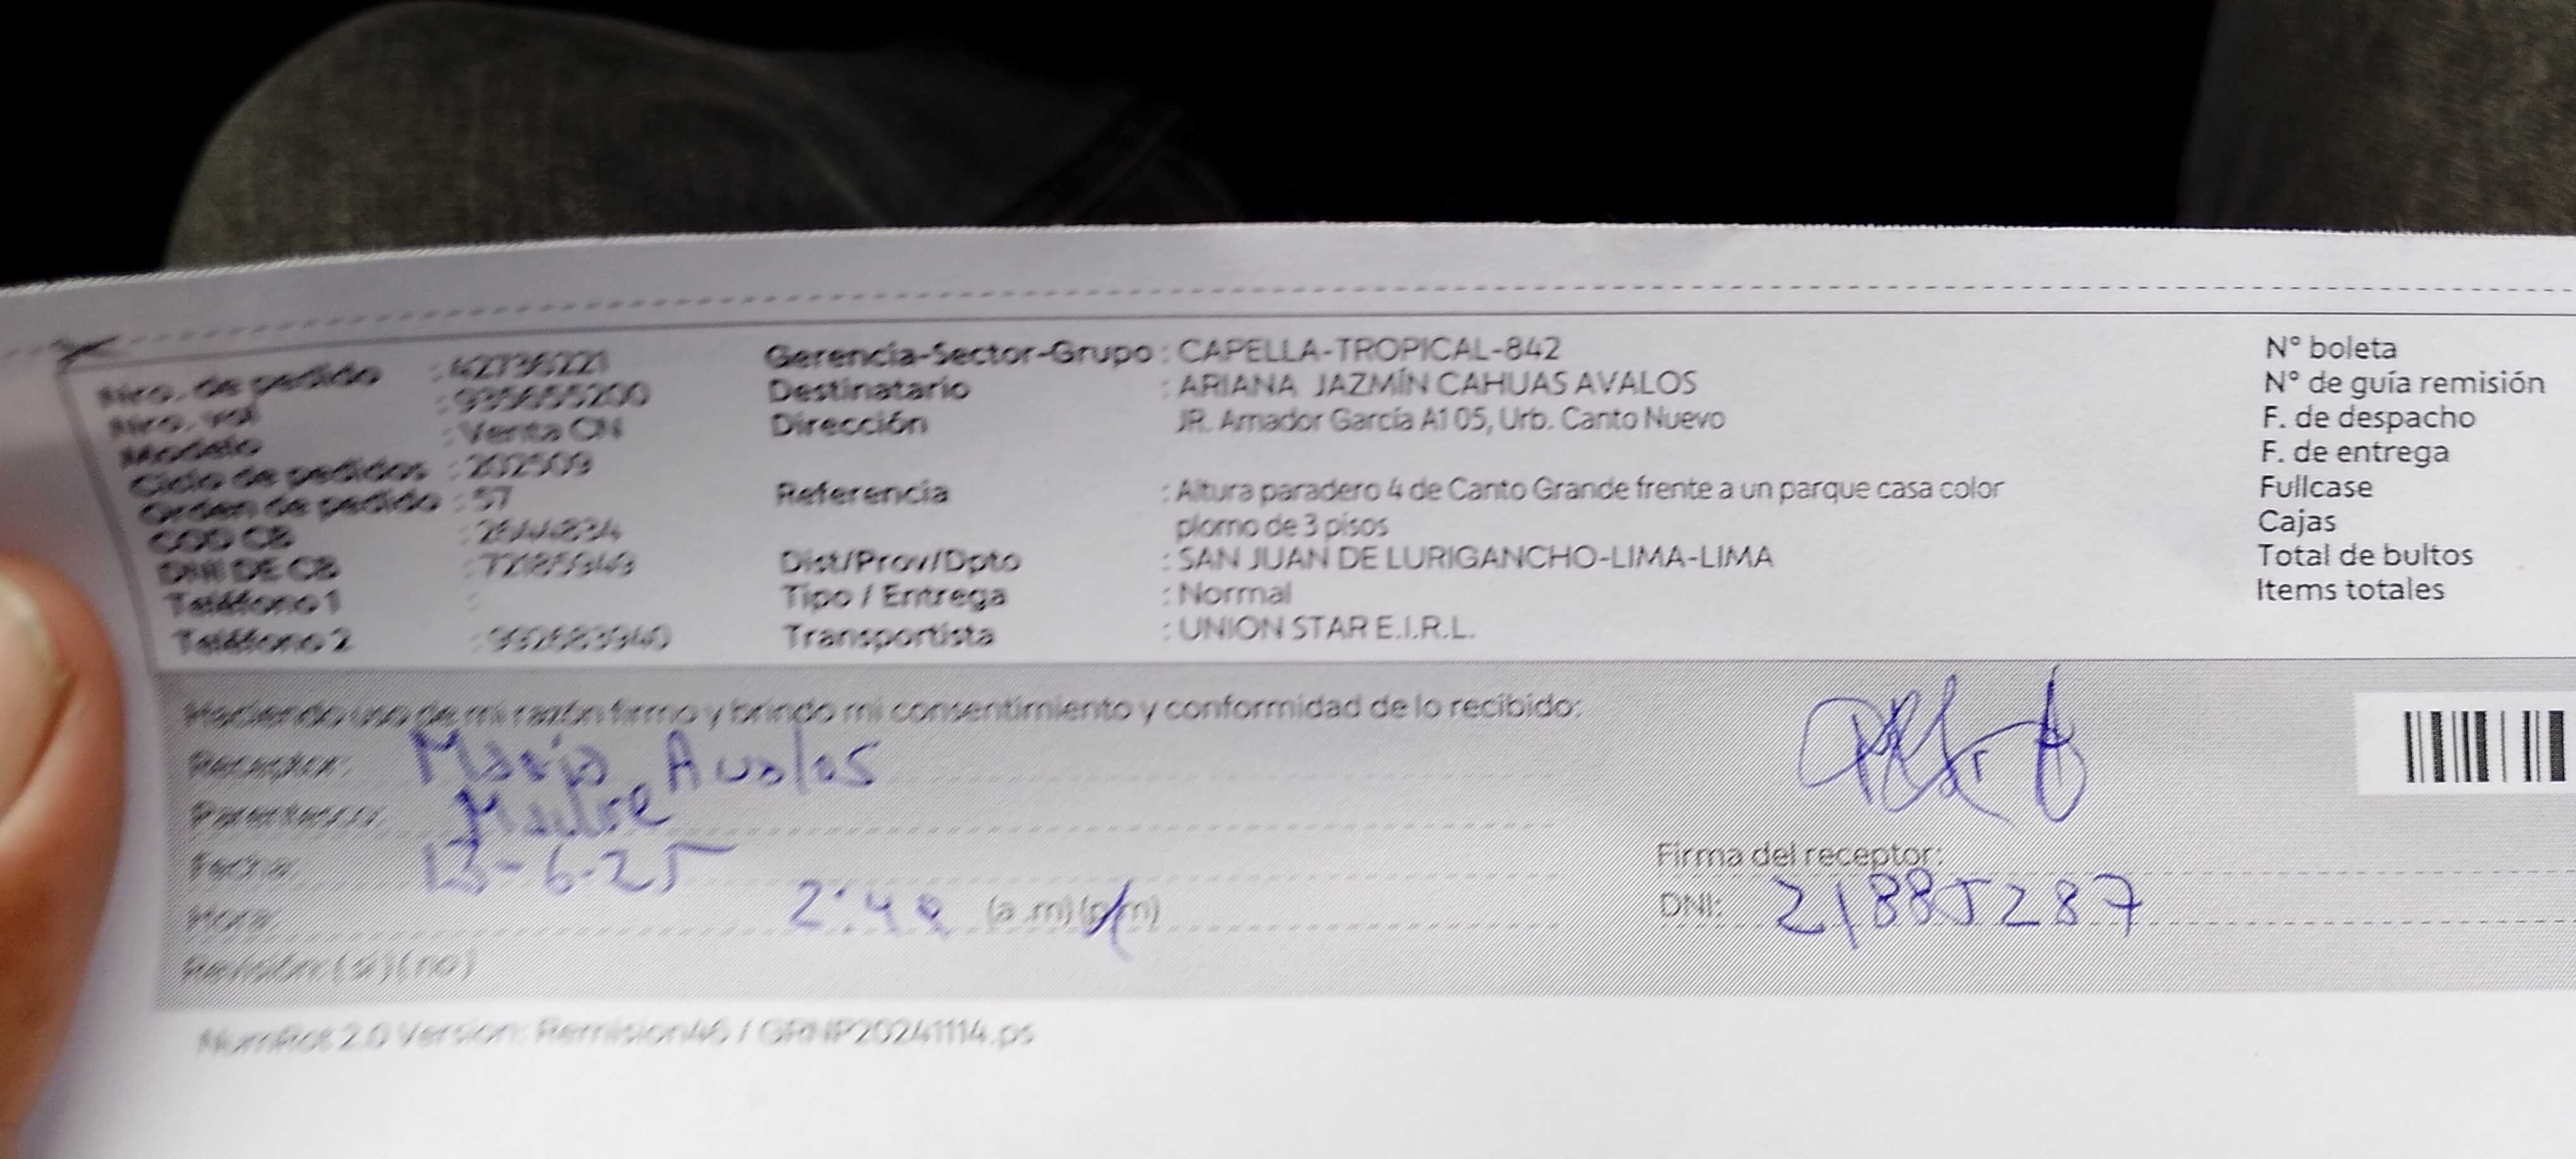 Nro. de pedido : 42736221
Nro. vol : 935655200
Modelo : Venta CN
Ciclo de pedidos : 202509
Orden de pedido : 57
COD CB : 2644834
DNI DE CB : 72185949
Teléfono 1 :
Teléfono 2 : 992683940
Gerencia-Sector-Grupo : CAPELLA-TROPICAL-842
Destinatario : ARIANA JAZMÍN CAHUAS AVALOS
Dirección JR. Amador García A1 05, Urb. Canto Nuevo
Referencia : Altura paradero 4 de Canto Grande frente a un parque casa color
plomo de 3 pisos
Dist/Prov/Dpto : SAN JUAN DE LURIGANCHO-LIMA-LIMA
Tipo / Entrega : Normal
Transportista : UNION STAR E.I.R.L.
N° boleta
N° de guía remisión
F. de despacho
F. de entrega
Fullcase
Cajas
Total de bultos
Items totales
Haciendo uso de mi razón firmo y brindo mi consentimiento y conformidad de lo recibido:
Receptor: Maria Avalos
Parentesco: Madre
Fecha: 13-6-25
Hora: 2:40 (a.m) (p.m)
Revisión: (si) (no)
Firma del receptor:
DNI: 21885287
NumRot 2.0 Version: Remision46 / GRNP20241114.ps